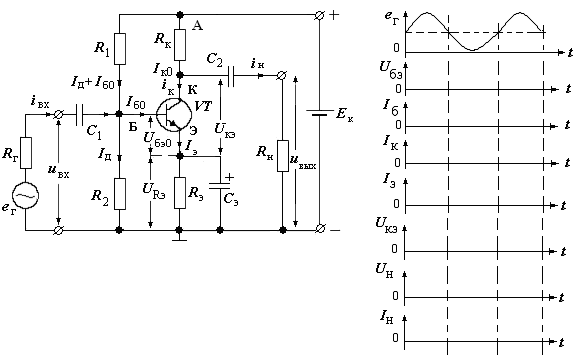 А
+
R1
Rк
C2
iн
Iк0
Iд+Iб0
iк
К
iвх
Iб0
VT
Eк
Б
Э
C1
Uбэ0
Iэ
Uкэ
Rг
uвх
Iд
Rн
uвых
+
eг
R2
URэ
Rэ
Cэ
−
eг
0
t
Uбэ
0
t
Iб
0
t
Iк
0
t
Iэ
0
t
Uкэ
0
t
Uн
0
t
Iн
0
t